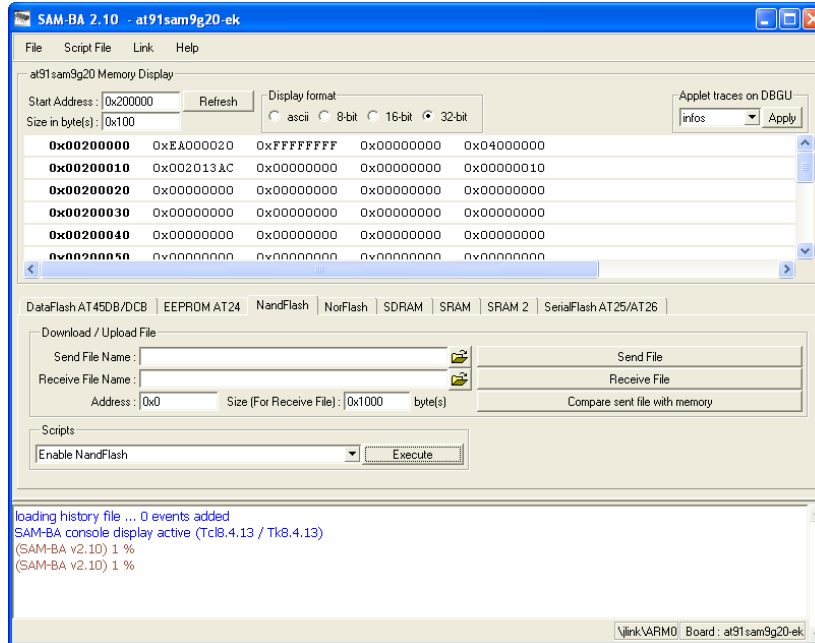 SAM-BA 2.10 - at91sam9g20-ek
File Script File Link Help
at91sam9g20 Memory Display
Start Address : 0x200000 Refresh
Size in byte(s) : 0x100
Display format
ascii 8-bit 16-bit 32-bit
Applet traces on DBGU
infos Apply
0x00200000 0xEA000020 0xFFFFFFFF 0x00000000 0x04000000
0x00200010 0x002013AC 0x00000000 0x00000000 0x00000010
0x00200020 0x00000000 0x00000000 0x00000000 0x00000000
0x00200030 0x00000000 0x00000000 0x00000000 0x00000000
0x00200040 0x00000000 0x00000000 0x00000000 0x00000000
0x00200050 0x00000000 0x00000000 0x00000000 0x00000000
DataFlash AT45DB/DCB EEPROM AT24 NandFlash NorFlash SDRAM SRAM SRAM 2 SerialFlash AT25/AT26
Download / Upload File
Send File Name : Send File
Receive File Name : Receive File
Address : 0x0 Size (For Receive File) : 0x1000 byte(s) Compare sent file with memory
Scripts
Enable NandFlash Execute
loading history file ... 0 events added
SAM-BA console display active (Tcl8.4.13 / Tk8.4.13)
(SAM-BA v2.10) 1 %
(SAM-BA v2.10) 1 %
\jlink\ARM0 Board : at91sam9g20-ek